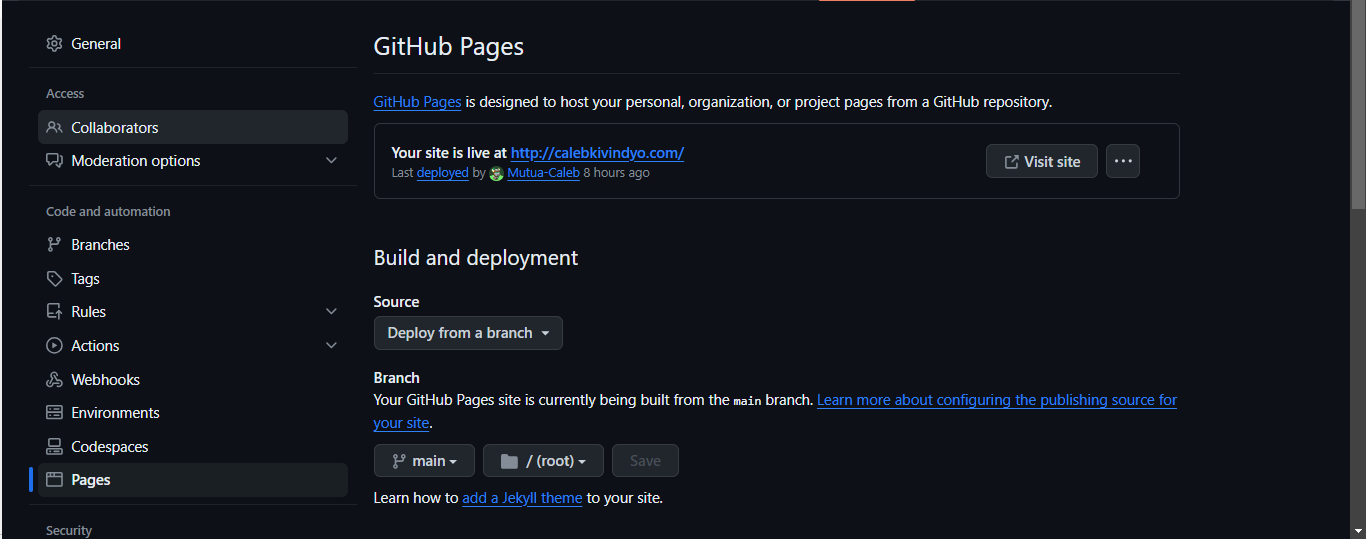 General
Access
Collaborators
Moderation options
Code and automation
Branches
Tags
Rules
Actions
Webhooks
Environments
Codespaces
Pages
Security
GitHub Pages
GitHub Pages is designed to host your personal, organization, or project pages from a GitHub repository.
Your site is live at http://calebkivindyo.com/
Last deployed by Mutua-Caleb 8 hours ago
Visit site
Build and deployment
Source
Deploy from a branch
Branch
Your GitHub Pages site is currently being built from the main branch. Learn more about configuring the publishing source for
your site.
main
/ (root)
Save
Learn how to add a Jekyll theme to your site.